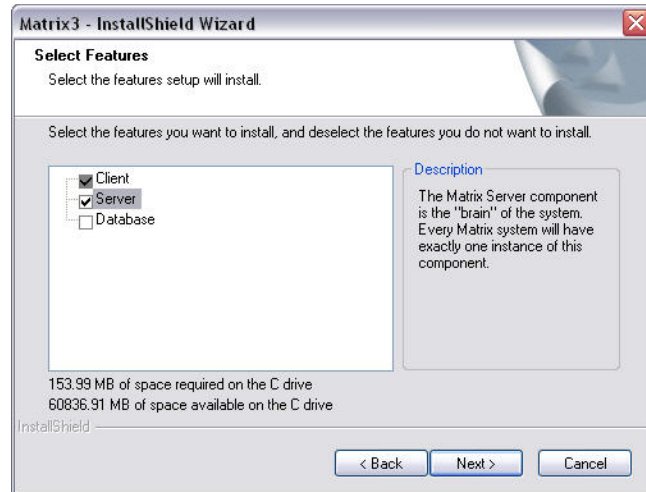 Matrix3 - InstallShield Wizard
Select Features
Select the features setup will install.
Select the features you want to install, and deselect the features you do not want to install.
Client
Server
Database
Description
The Matrix Server component
is the "brain" of the system.
Every Matrix system will have
exactly one instance of this
component.
153.99 MB of space required on the C drive
60836.91 MB of space available on the C drive
InstallShield
< Back
Next >
Cancel